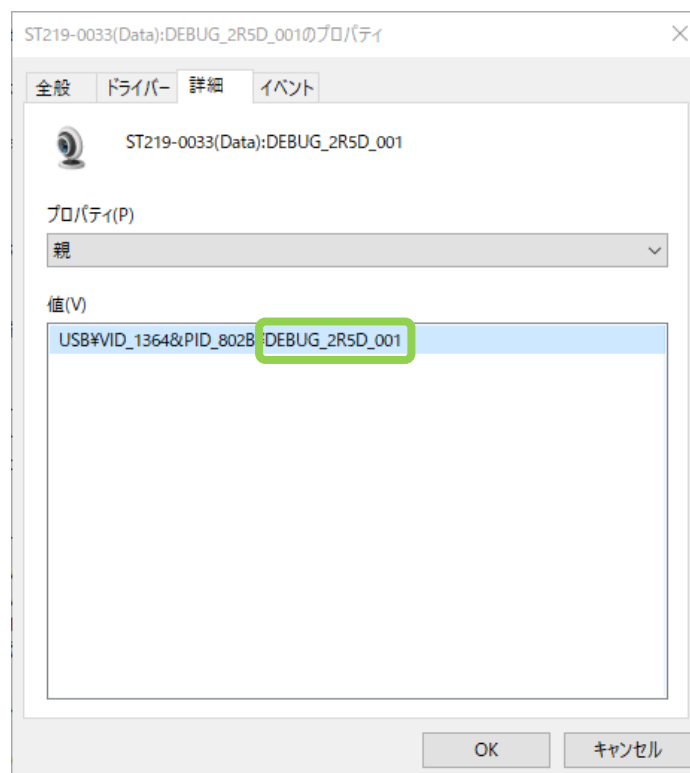 ST219-0033(Data):DEBUG_2R5D_001のプロパティ
全般 ドライバー 詳細 イベント
ST219-0033(Data):DEBUG_2R5D_001
プロパティ(P)
親
値(V)
USB¥VID_1364&PID_802B¥DEBUG_2R5D_001
OK キャンセル